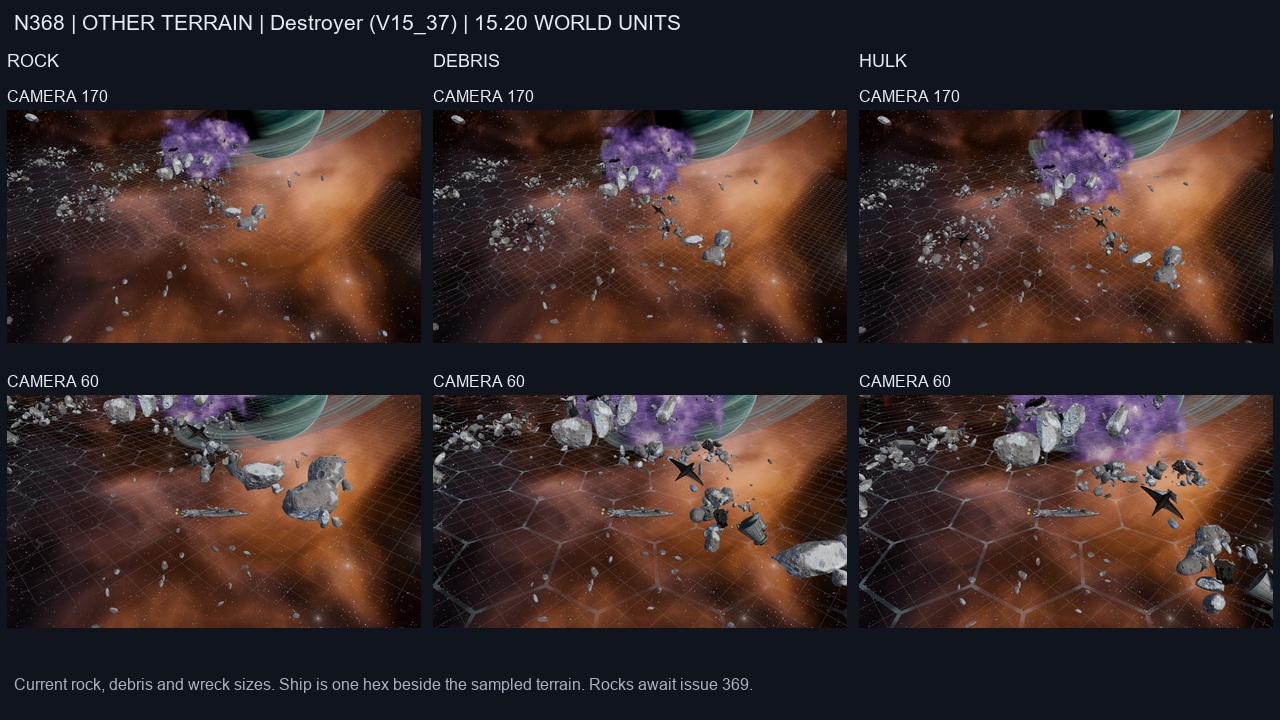 N368 | OTHER TERRAIN | Destroyer (V15_37) | 15.20 WORLD UNITS
ROCK
DEBRIS
HULK
CAMERA 170
CAMERA 170
CAMERA 170
CAMERA 60
CAMERA 60
CAMERA 60
Current rock, debris and wreck sizes. Ship is one hex beside the sampled terrain. Rocks await issue 369.